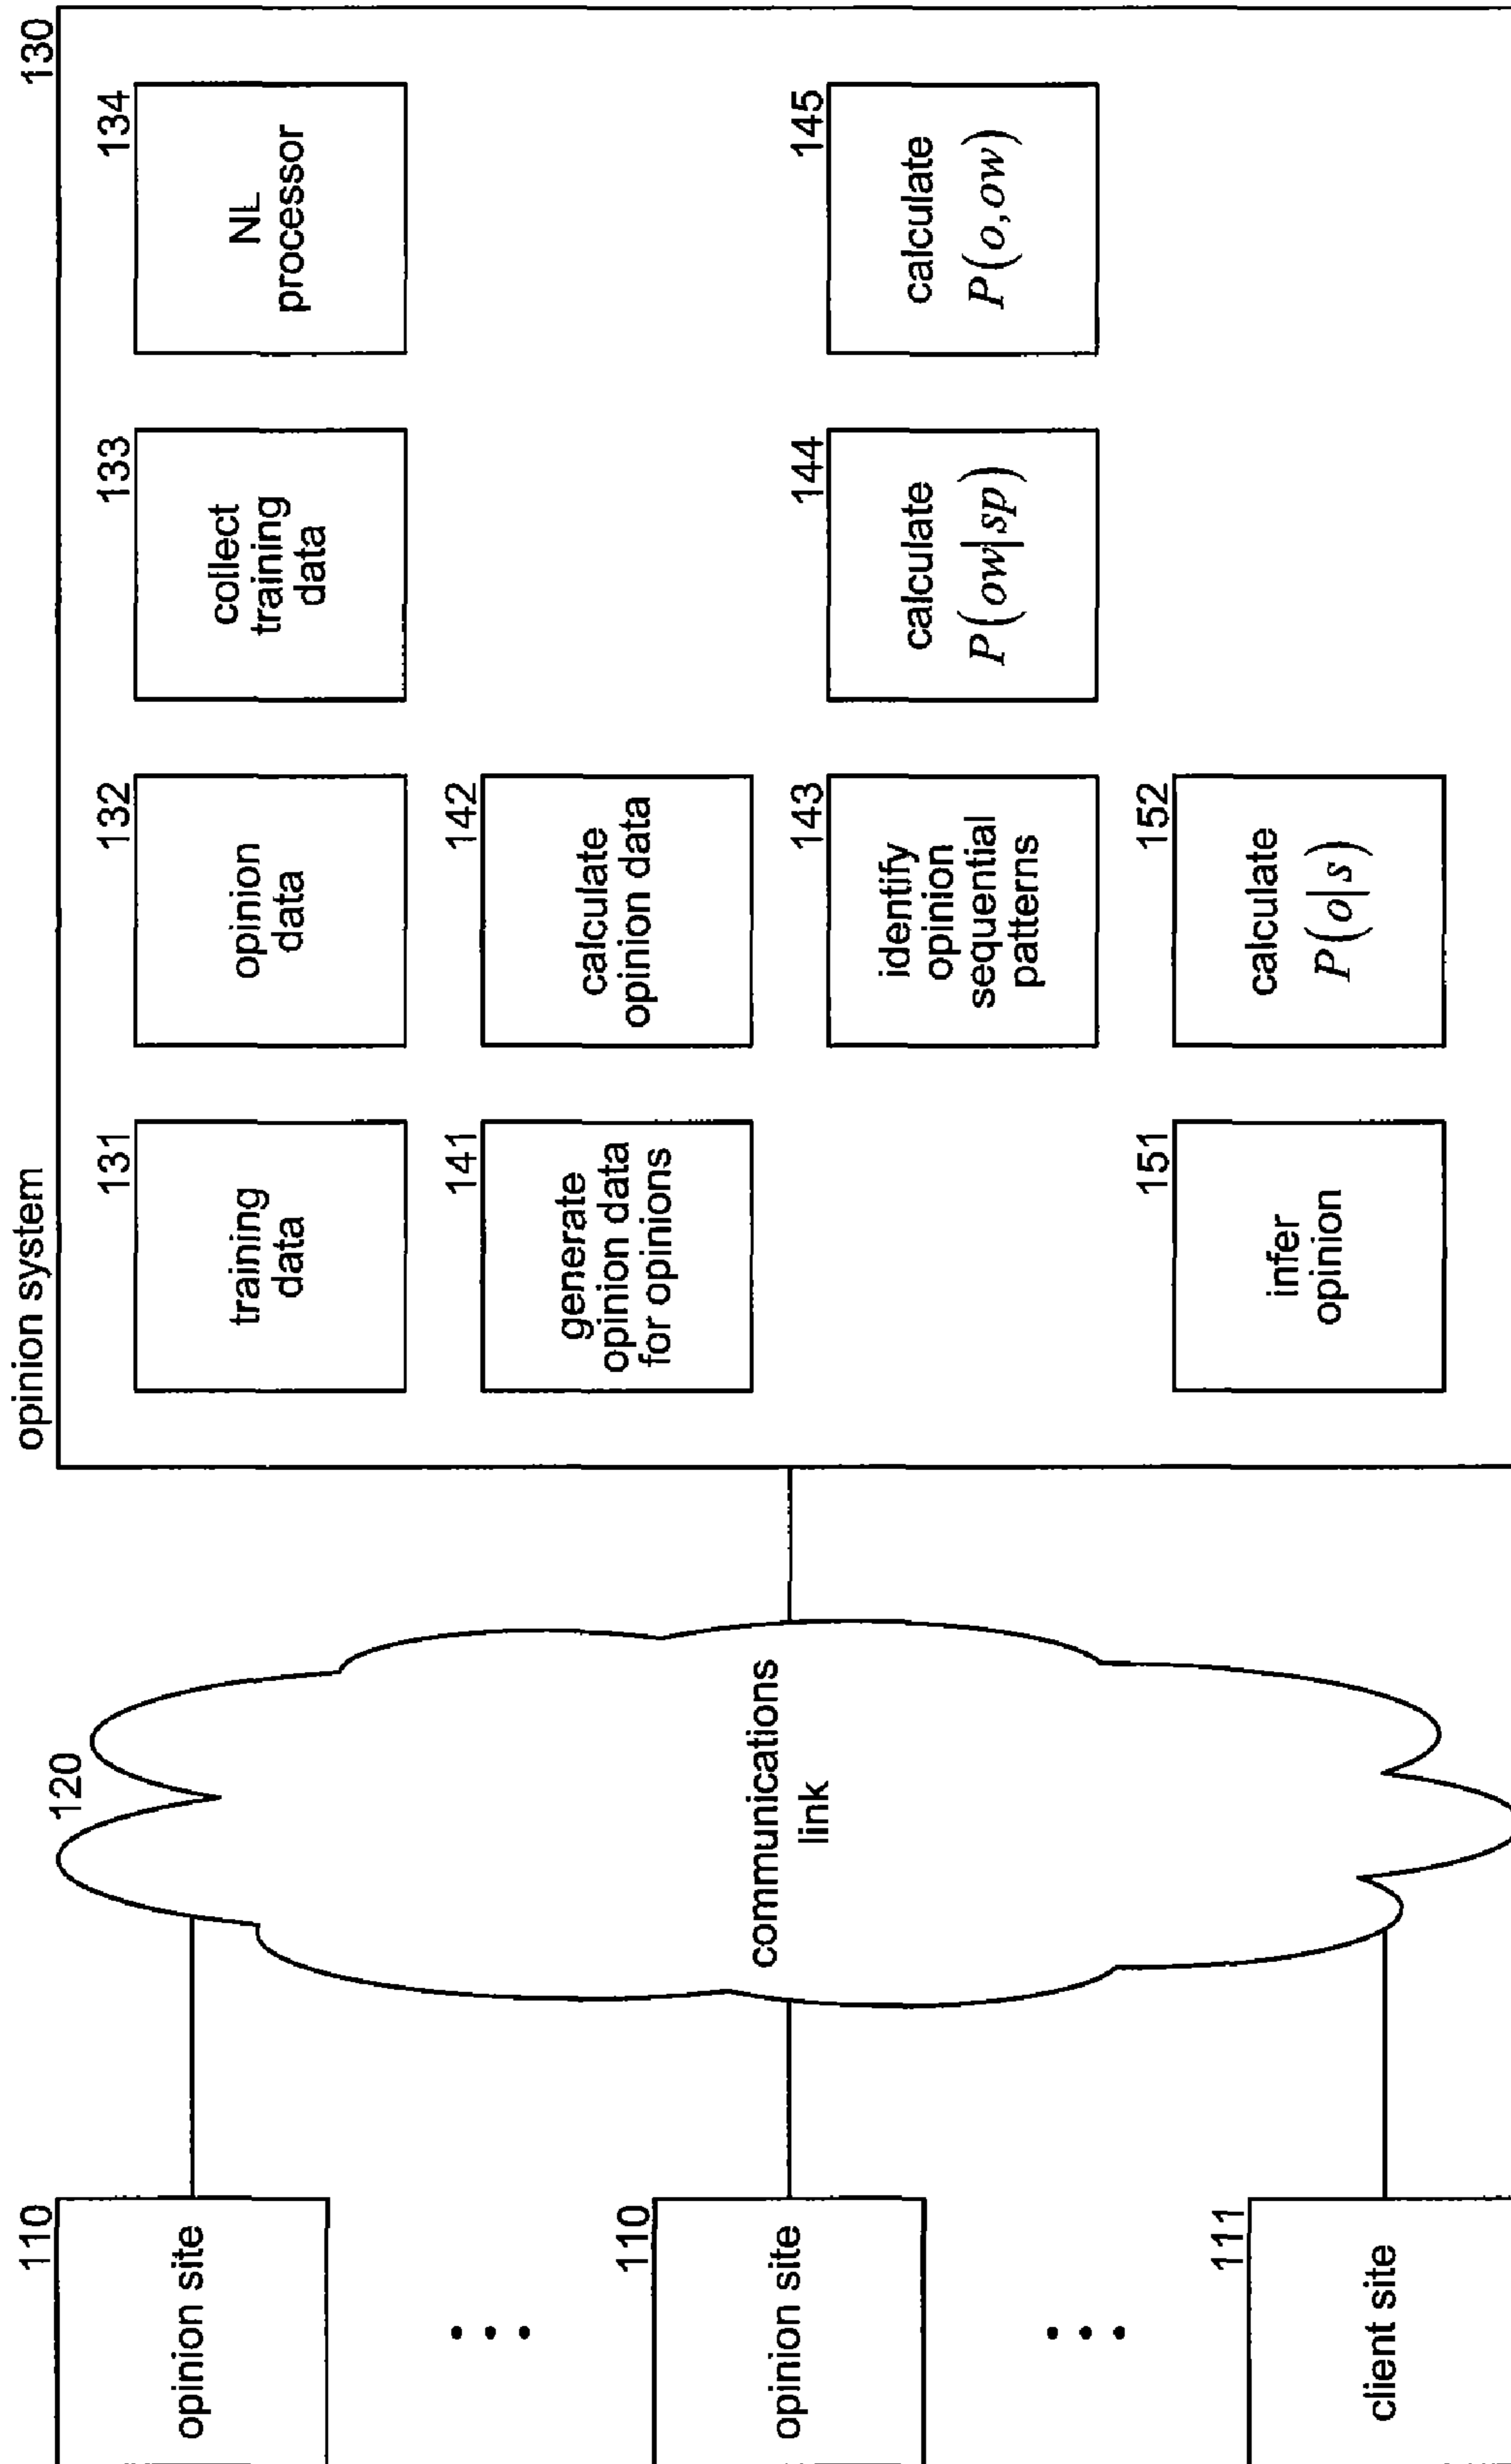 opinion system
130
131
training
data
132
opinion
data
133
collect
training
data
134
NL
processor
141
generate
opinion data
for opinions
142
calculate
opinion data
143
identify
opinion
sequential
patterns
144
calculate
P(ow|sp)
145
calculate
P(o,ow)
151
infer
opinion
152
calculate
P(o|s)
120
communications
link
110
opinion site
110
opinion site
111
client site